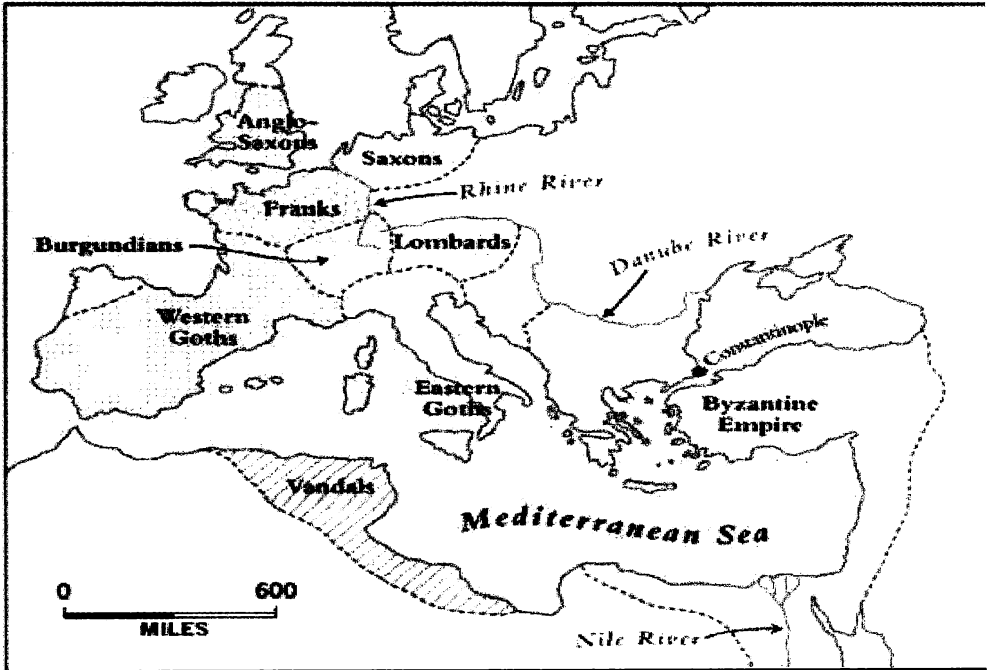 Anglo-
Saxons
Saxons
Rhine River
Franks
Burgundians
Lombards
Danube River
Western
Goths
Constantinople
Eastern
Goths
Byzantine
Empire
Vandals
Mediterranean Sea
0 600
MILES
Nile River